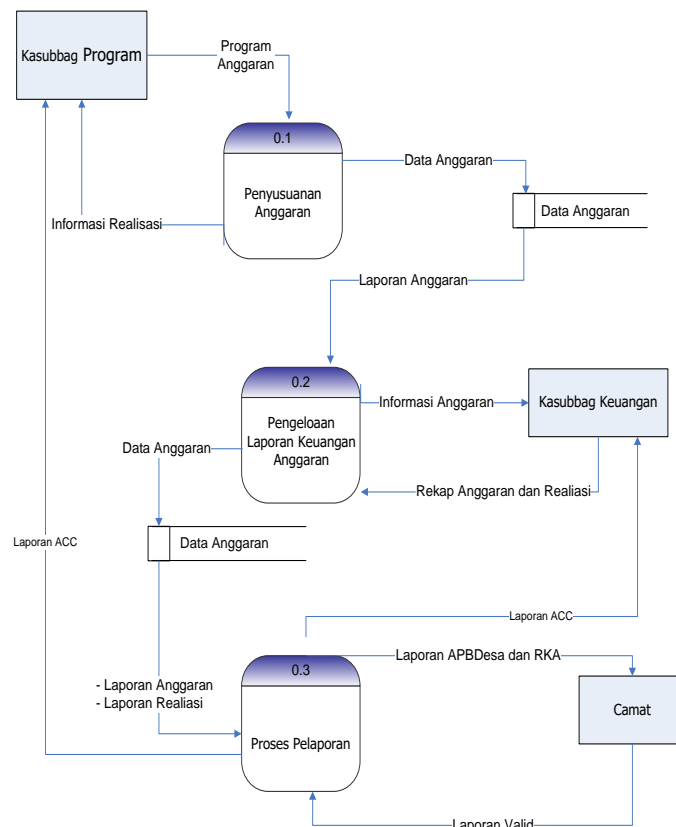 Kasubbag Program
Program
Anggaran
0.1
Penyusuanan
Anggaran
Data Anggaran
Data Anggaran
Informasi Realisasi
Laporan Anggaran
0.2
Pengeloaan
Laporan Keuangan
Anggaran
Informasi Anggaran
Kasubbag Keuangan
Data Anggaran
Rekap Anggaran dan Realiasi
Data Anggaran
Laporan ACC
Laporan ACC
0.3
Proses Pelaporan
Laporan APBDesa dan RKA
- Laporan Anggaran
- Laporan Realiasi
Camat
Laporan Valid